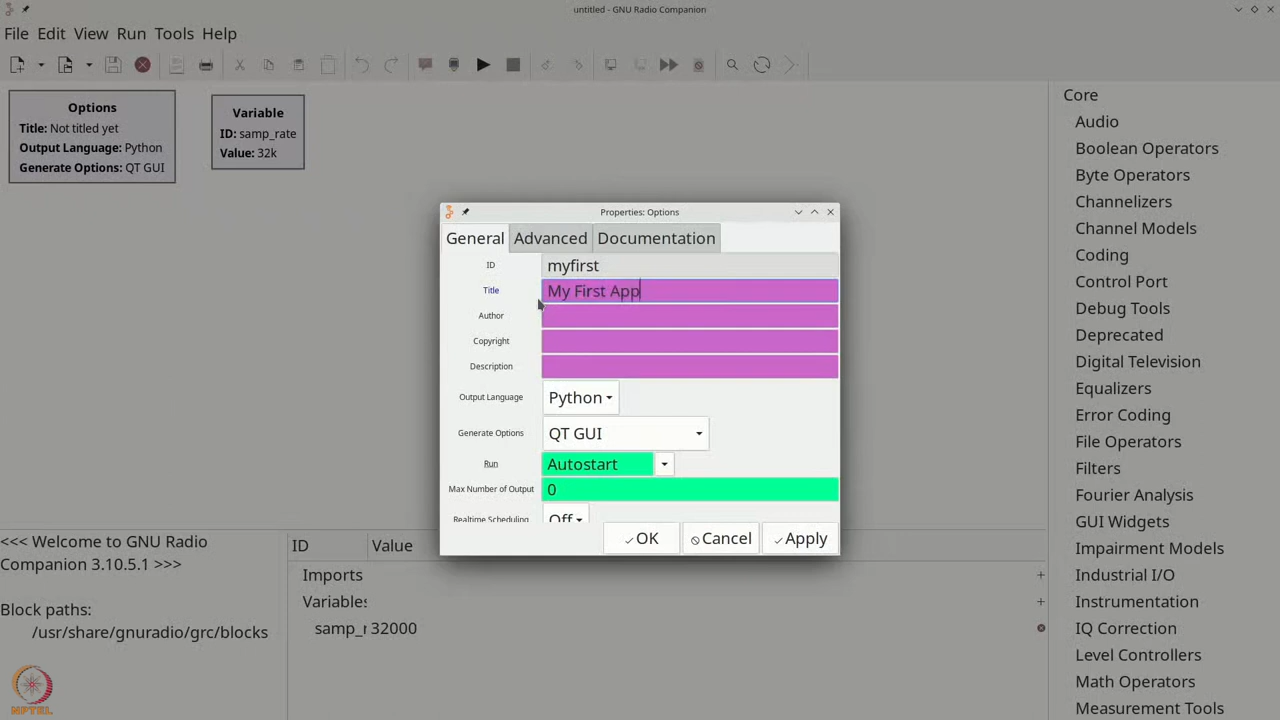 untitled - GNU Radio Companion
File Edit View Run Tools Help
Options
Title: Not titled yet
Output Language: Python
Generate Options: QT GUI
Variable
ID: samp_rate
Value: 32k
Properties: Options
General Advanced Documentation
ID myfirst
Title My First App
Author
Copyright
Description
Output Language Python
Generate Options QT GUI
Run Autostart
Max Number of Output 0
Realtime Scheduling Off
OK Cancel Apply
<<< Welcome to GNU Radio
Companion 3.10.5.1 >>>
Block paths:
/usr/share/gnuradio/grc/blocks
ID Value
Imports
Variables
samp_r 32000
Core
Audio
Boolean Operators
Byte Operators
Channelizers
Channel Models
Coding
Control Port
Debug Tools
Deprecated
Digital Television
Equalizers
Error Coding
File Operators
Filters
Fourier Analysis
GUI Widgets
Impairment Models
Industrial I/O
Instrumentation
IQ Correction
Level Controllers
Math Operators
Measurement Tools
NPTEL